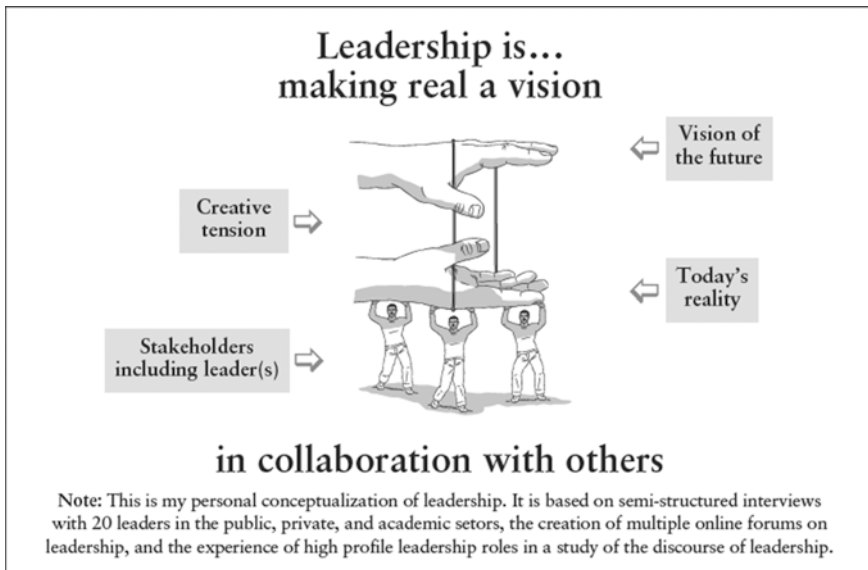 Leadership is...
making real a vision
Vision of
the future
Creative
tension
Today's
reality
Stakeholders
including leader(s)
in collaboration with others
Note: This is my personal conceptualization of leadership. It is based on semi-structured interviews
with 20 leaders in the public, private, and academic setors, the creation of multiple online forums on
leadership, and the experience of high profile leadership roles in a study of the discourse of leadership.